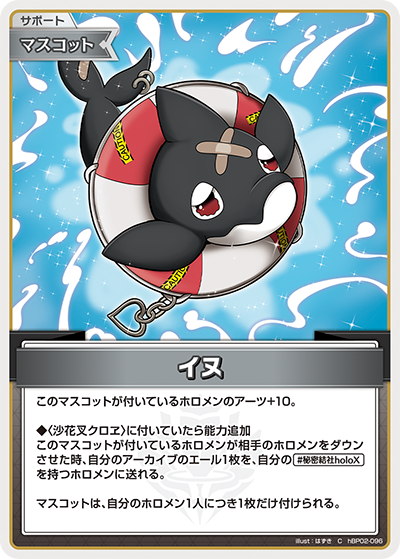 サポート
マスコット
CAUTION
CAUTION
CAUTION
CAUTION
イヌ
このマスコットが付いているホロメンのアーツ+10。
◆〈沙花叉クロヱ〉に付いていたら能力追加
このマスコットが付いているホロメンが相手のホロメンをダウン
させた時、自分のアーカイブのエール1枚を、自分の #秘密結社holoX
を持つホロメンに送れる。
マスコットは、自分のホロメン1人につき1枚だけ付けられる。
illust：はずき C hBP02-096